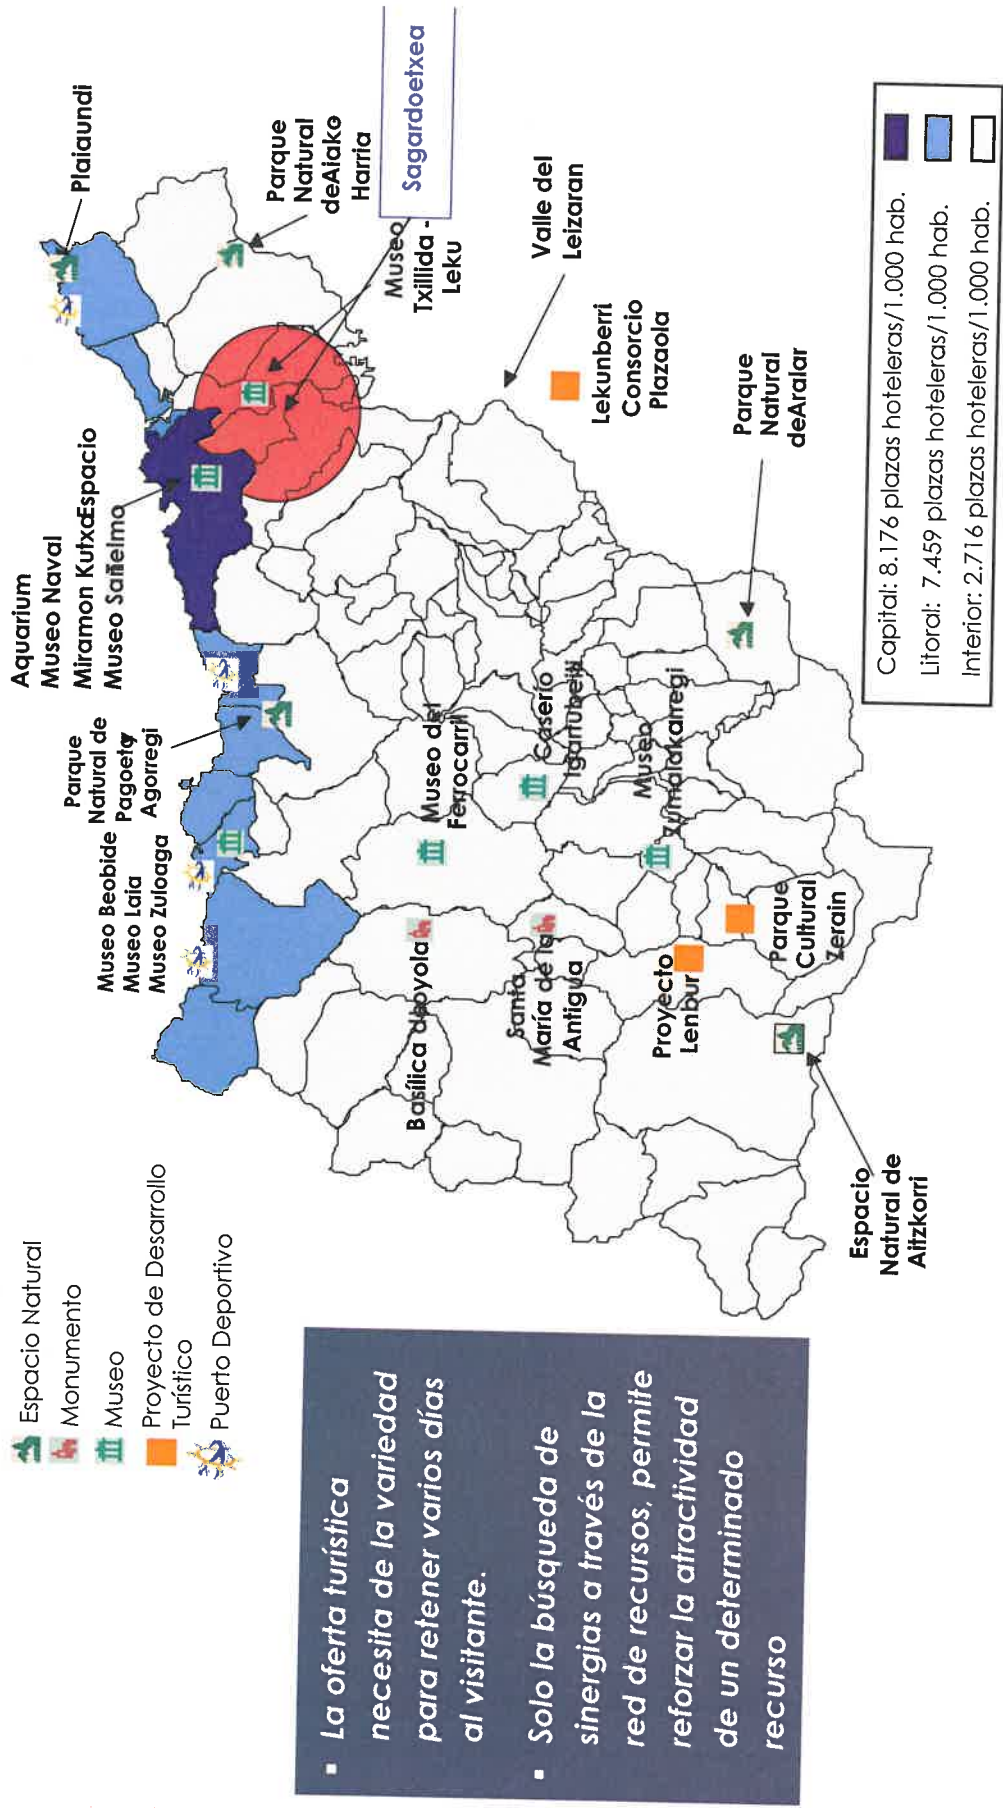 Espacio Natural
Monumento
Museo
Proyecto de Desarrollo
Turístico
Puerto Deportivo
▪ La oferta turística
necesita de la variedad
para retener varios días
al visitante.
▪ Solo la búsqueda de
sinergias a través de la
red de recursos, permite
reforzar la atractividad
de un determinado
recurso
Museo Beobide
Museo Laia
Museo Zuloaga
Parque
Natural de
Pagoeta y
Agorregi
Aquarium
Museo Naval
Miramon KutxaEspacio
Museo San Telmo
Plaiaundi
Parque
Natural
deAiako
Harria
Sagardoetxea
Museo
Txillida -
Leku
Valle del
Leizaran
Lekunberri
Consorcio
Plazaola
Parque
Natural
deAralar
Museo del
Ferrocarril
Caserío
Igartubeiti
Museo
Zumalakarregi
Basílica deLoyola
Santa
María de la
Antigua
Proyecto
Lenbur
Parque
Cultural
Zerain
Espacio
Natural de
Aitzkorri
Capital: 8.176 plazas hoteleras/1.000 hab.
Litoral: 7.459 plazas hoteleras/1.000 hab.
Interior: 2.716 plazas hoteleras/1.000 hab.